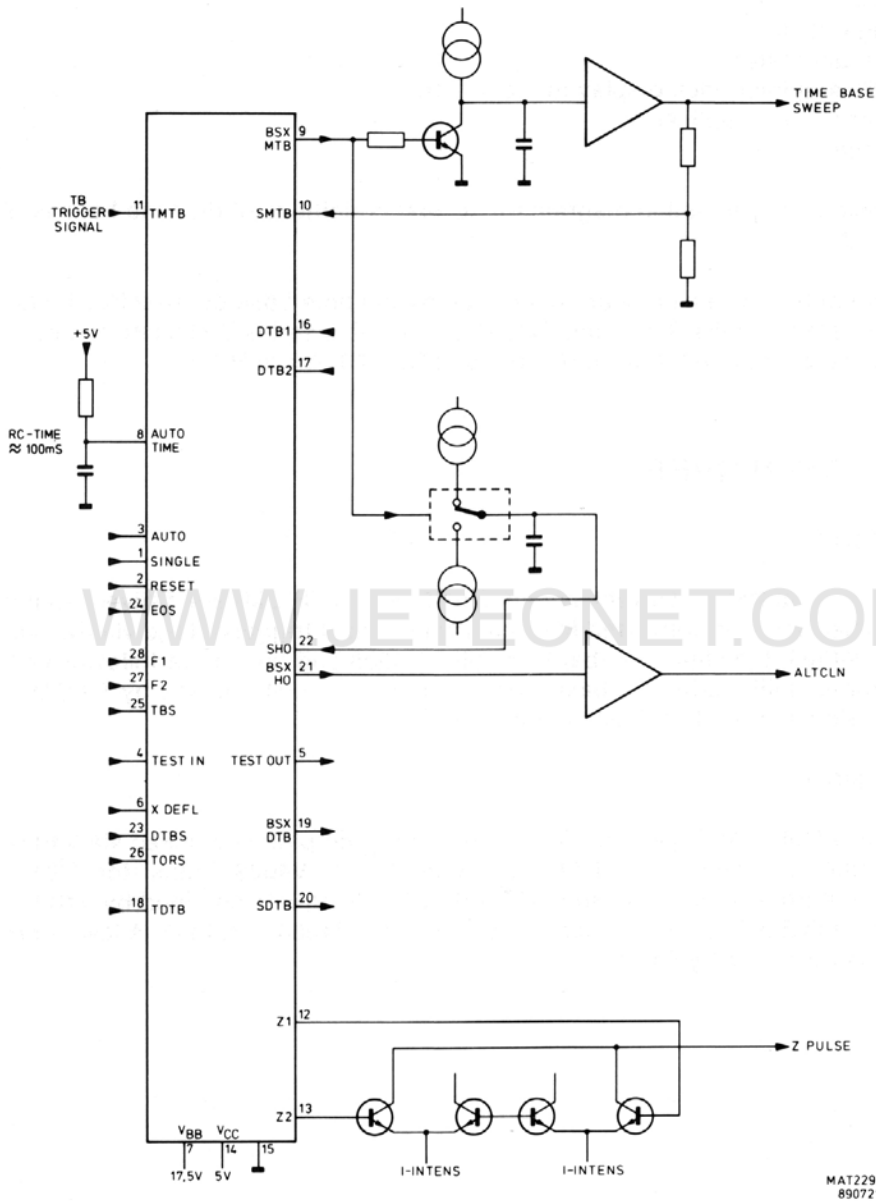 TIME BASE
SWEEP
BSX 9
MTB
TB
TRIGGER
SIGNAL
11 TMTB
SMTB 10
DTB1 16
DTB2 17
+5V
RC-TIME
≈ 100mS
8 AUTO
TIME
3 AUTO
1 SINGLE
2 RESET
24 EOS
WWW.JETECNET.CO
SHO 22
28 F1
BSX 21
HO
ALTCLN
27 F2
25 TBS
4 TEST IN
TEST OUT 5
6 X DEFL
23 DTBS
BSX 19
DTB
26 TORS
18 TDTB
SDTB 20
Z1 12
Z PULSE
Z2 13
VBB VCC
7 14 15
17,5V 5V
I-INTENS I-INTENS
MAT229
89072